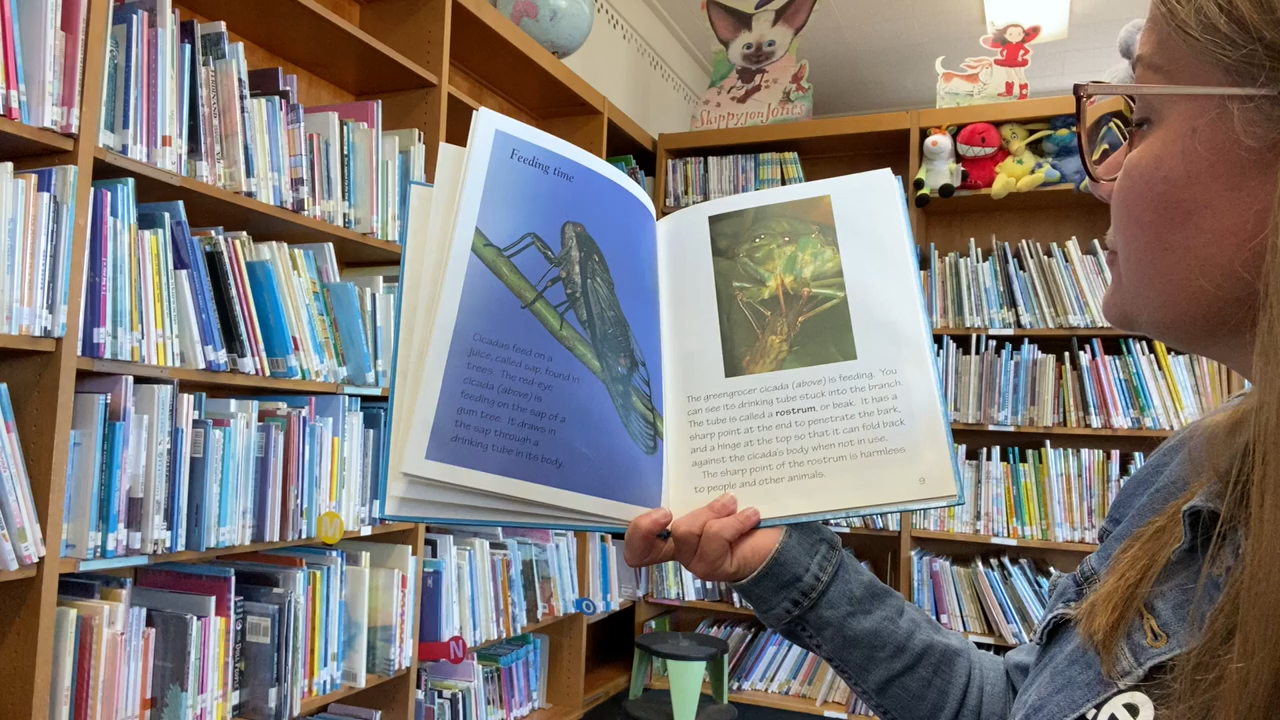 SkippyjonJones
Feeding time
Cicadas feed on a
juice, called sap, found in
trees. The red-eye
cicada (above) is
feeding on the sap of a
gum tree. It draws in
the sap through a
drinking tube in its body.
The greengrocer cicada (above) is feeding. You
can see its drinking tube stuck into the branch.
The tube is called a rostrum, or beak. It has a
sharp point at the end to penetrate the bark,
and a hinge at the top so that it can fold back
against the cicada's body when not in use.
The sharp point of the rostrum is harmless
to people and other animals.
9
M
N
O